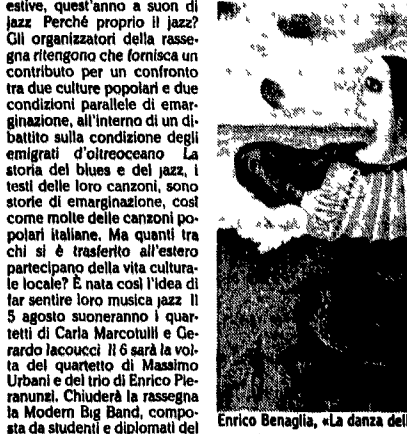 estive, quest'anno a suon di
jazz Perché proprio il jazz?
Gli organizzatori della rasse-
gna ritengono che fornisca un
contributo per un confronto
tra due culture popolari e due
condizioni parallele di emar-
ginazione, all'interno di un di-
battito sulla condizione degli
emigrati d'oltreoceano La
storia del blues e del jazz, i
testi delle loro canzoni, sono
storie di emarginazione, così
come molte delle canzoni po-
polari italiane. Ma quanti tra
chi si è trasferito all'estero
partecipano della vita cultura-
le locale? È nata così l'idea di
far sentire loro musica jazz Il
5 agosto suoneranno i quar-
tetti di Carla Marcotulli e Ge-
rardo Iacoucci Il 6 sarà la vol-
ta del quartetto di Massimo
Urbani e del trio di Enrico Pie-
ranunzi. Chiuderà la rassegna
la Modern Big Band, compo-
sta da studenti e diplomati del
Enrico Benaglia, «La danza dell